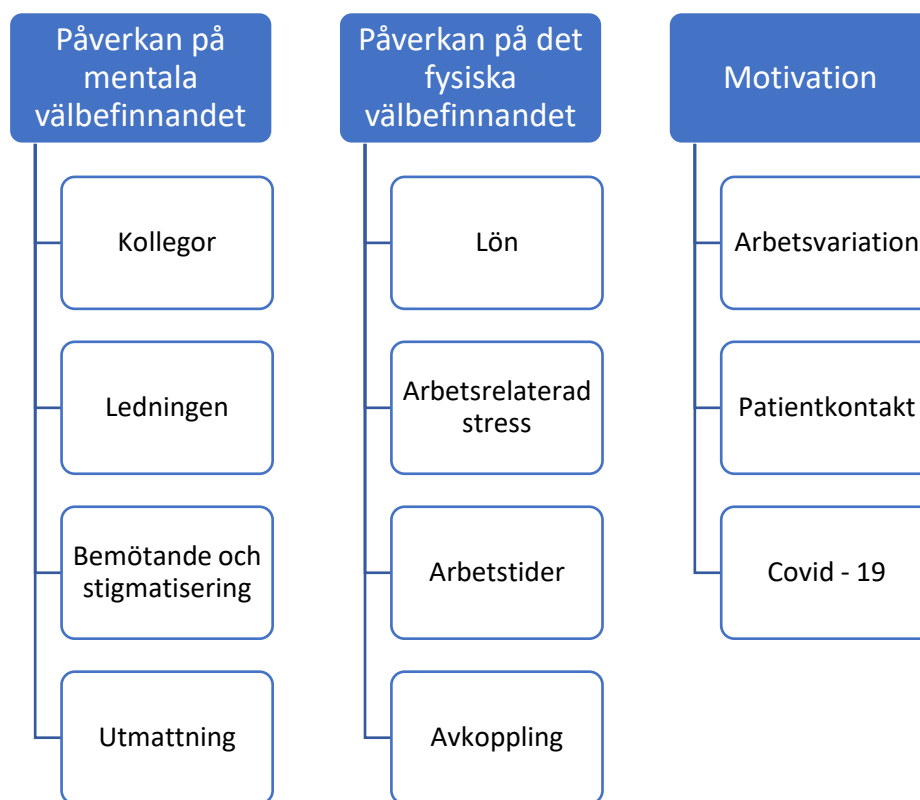 Påverkan på
mentala
välbefinnandet
Kollegor
Ledningen
Bemötande och
stigmatisering
Utmattning
Påverkan på det
fysiska
välbefinnandet
Lön
Arbetsrelaterad
stress
Arbetstider
Avkoppling
Motivation
Arbetsvariation
Patientkontakt
Covid - 19